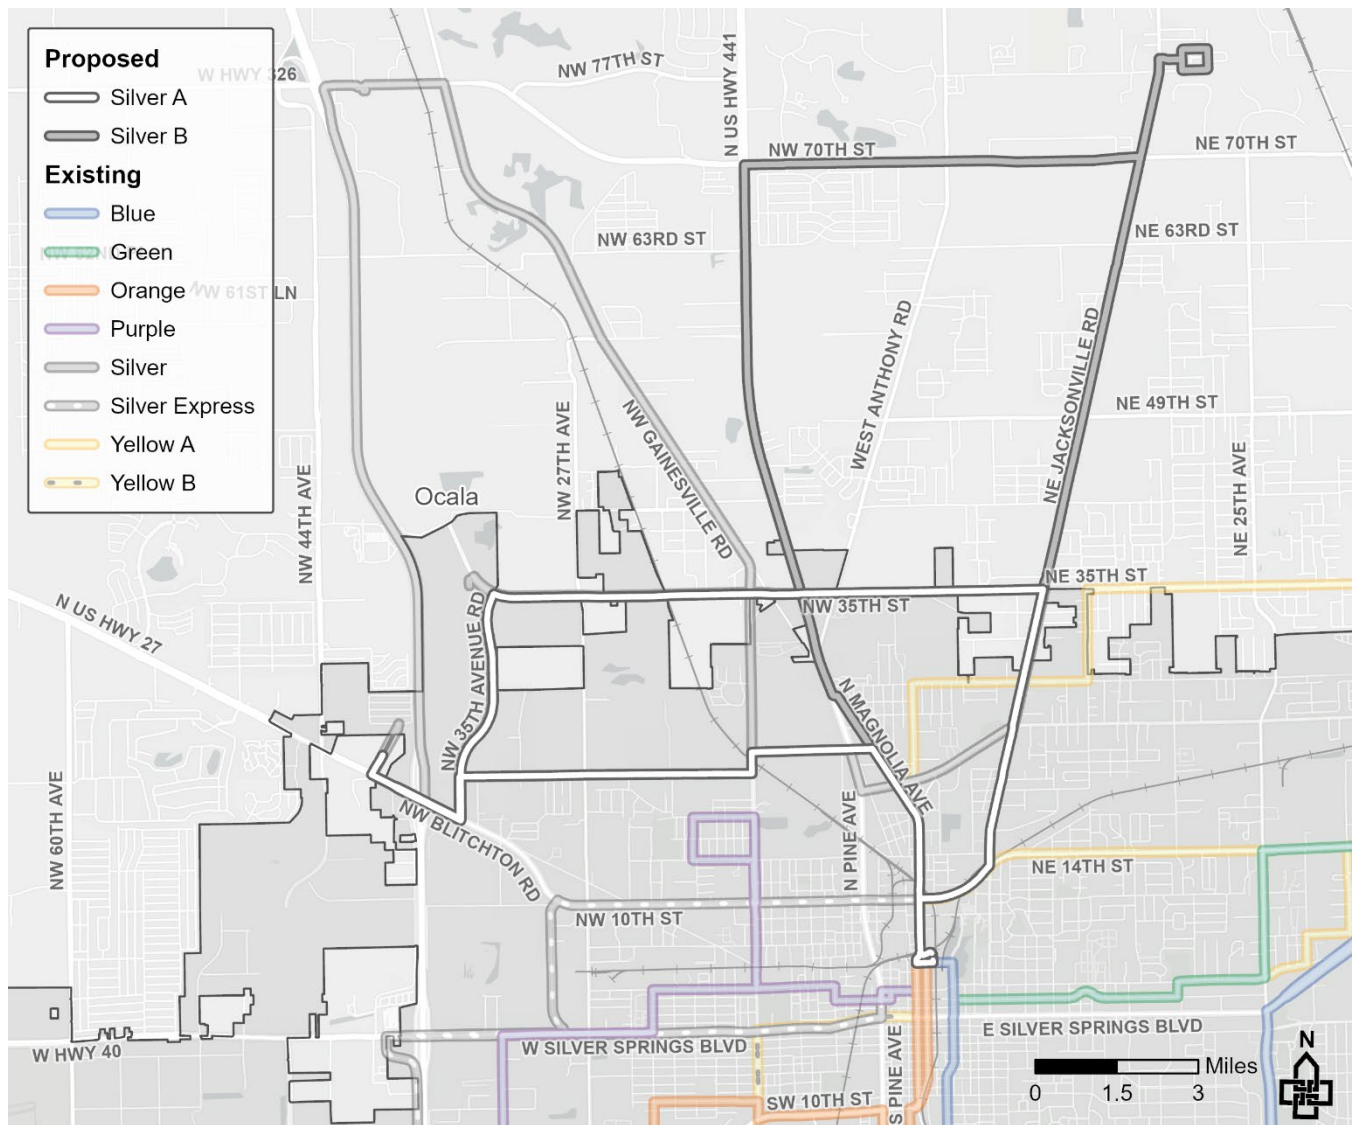 Proposed
Silver A
Silver B
Existing
Blue
Green
Orange
Purple
Silver
Silver Express
Yellow A
Yellow B
W HWY 326
NW 77TH ST
N US HWY 441
NW 70TH ST
NE 70TH ST
NW 63RD ST
NE 63RD ST
NW 61ST LN
WEST ANTHONY RD
NE JACKSONVILLE RD
NE 49TH ST
NW GAINESVILLE RD
NW 27TH AVE
NW 44TH AVE
NE 25TH AVE
Ocala
NE 35TH ST
NW 35TH ST
N US HWY 27
NW 35TH AVENUE RD
N MAGNOLIA AVE
NW 60TH AVE
NW BLITCHTON RD
N PINE AVE
NE 14TH ST
NW 10TH ST
E SILVER SPRINGS BLVD
W HWY 40
W SILVER SPRINGS BLVD
S PINE AVE
SW 10TH ST
N
Miles
0 1.5 3